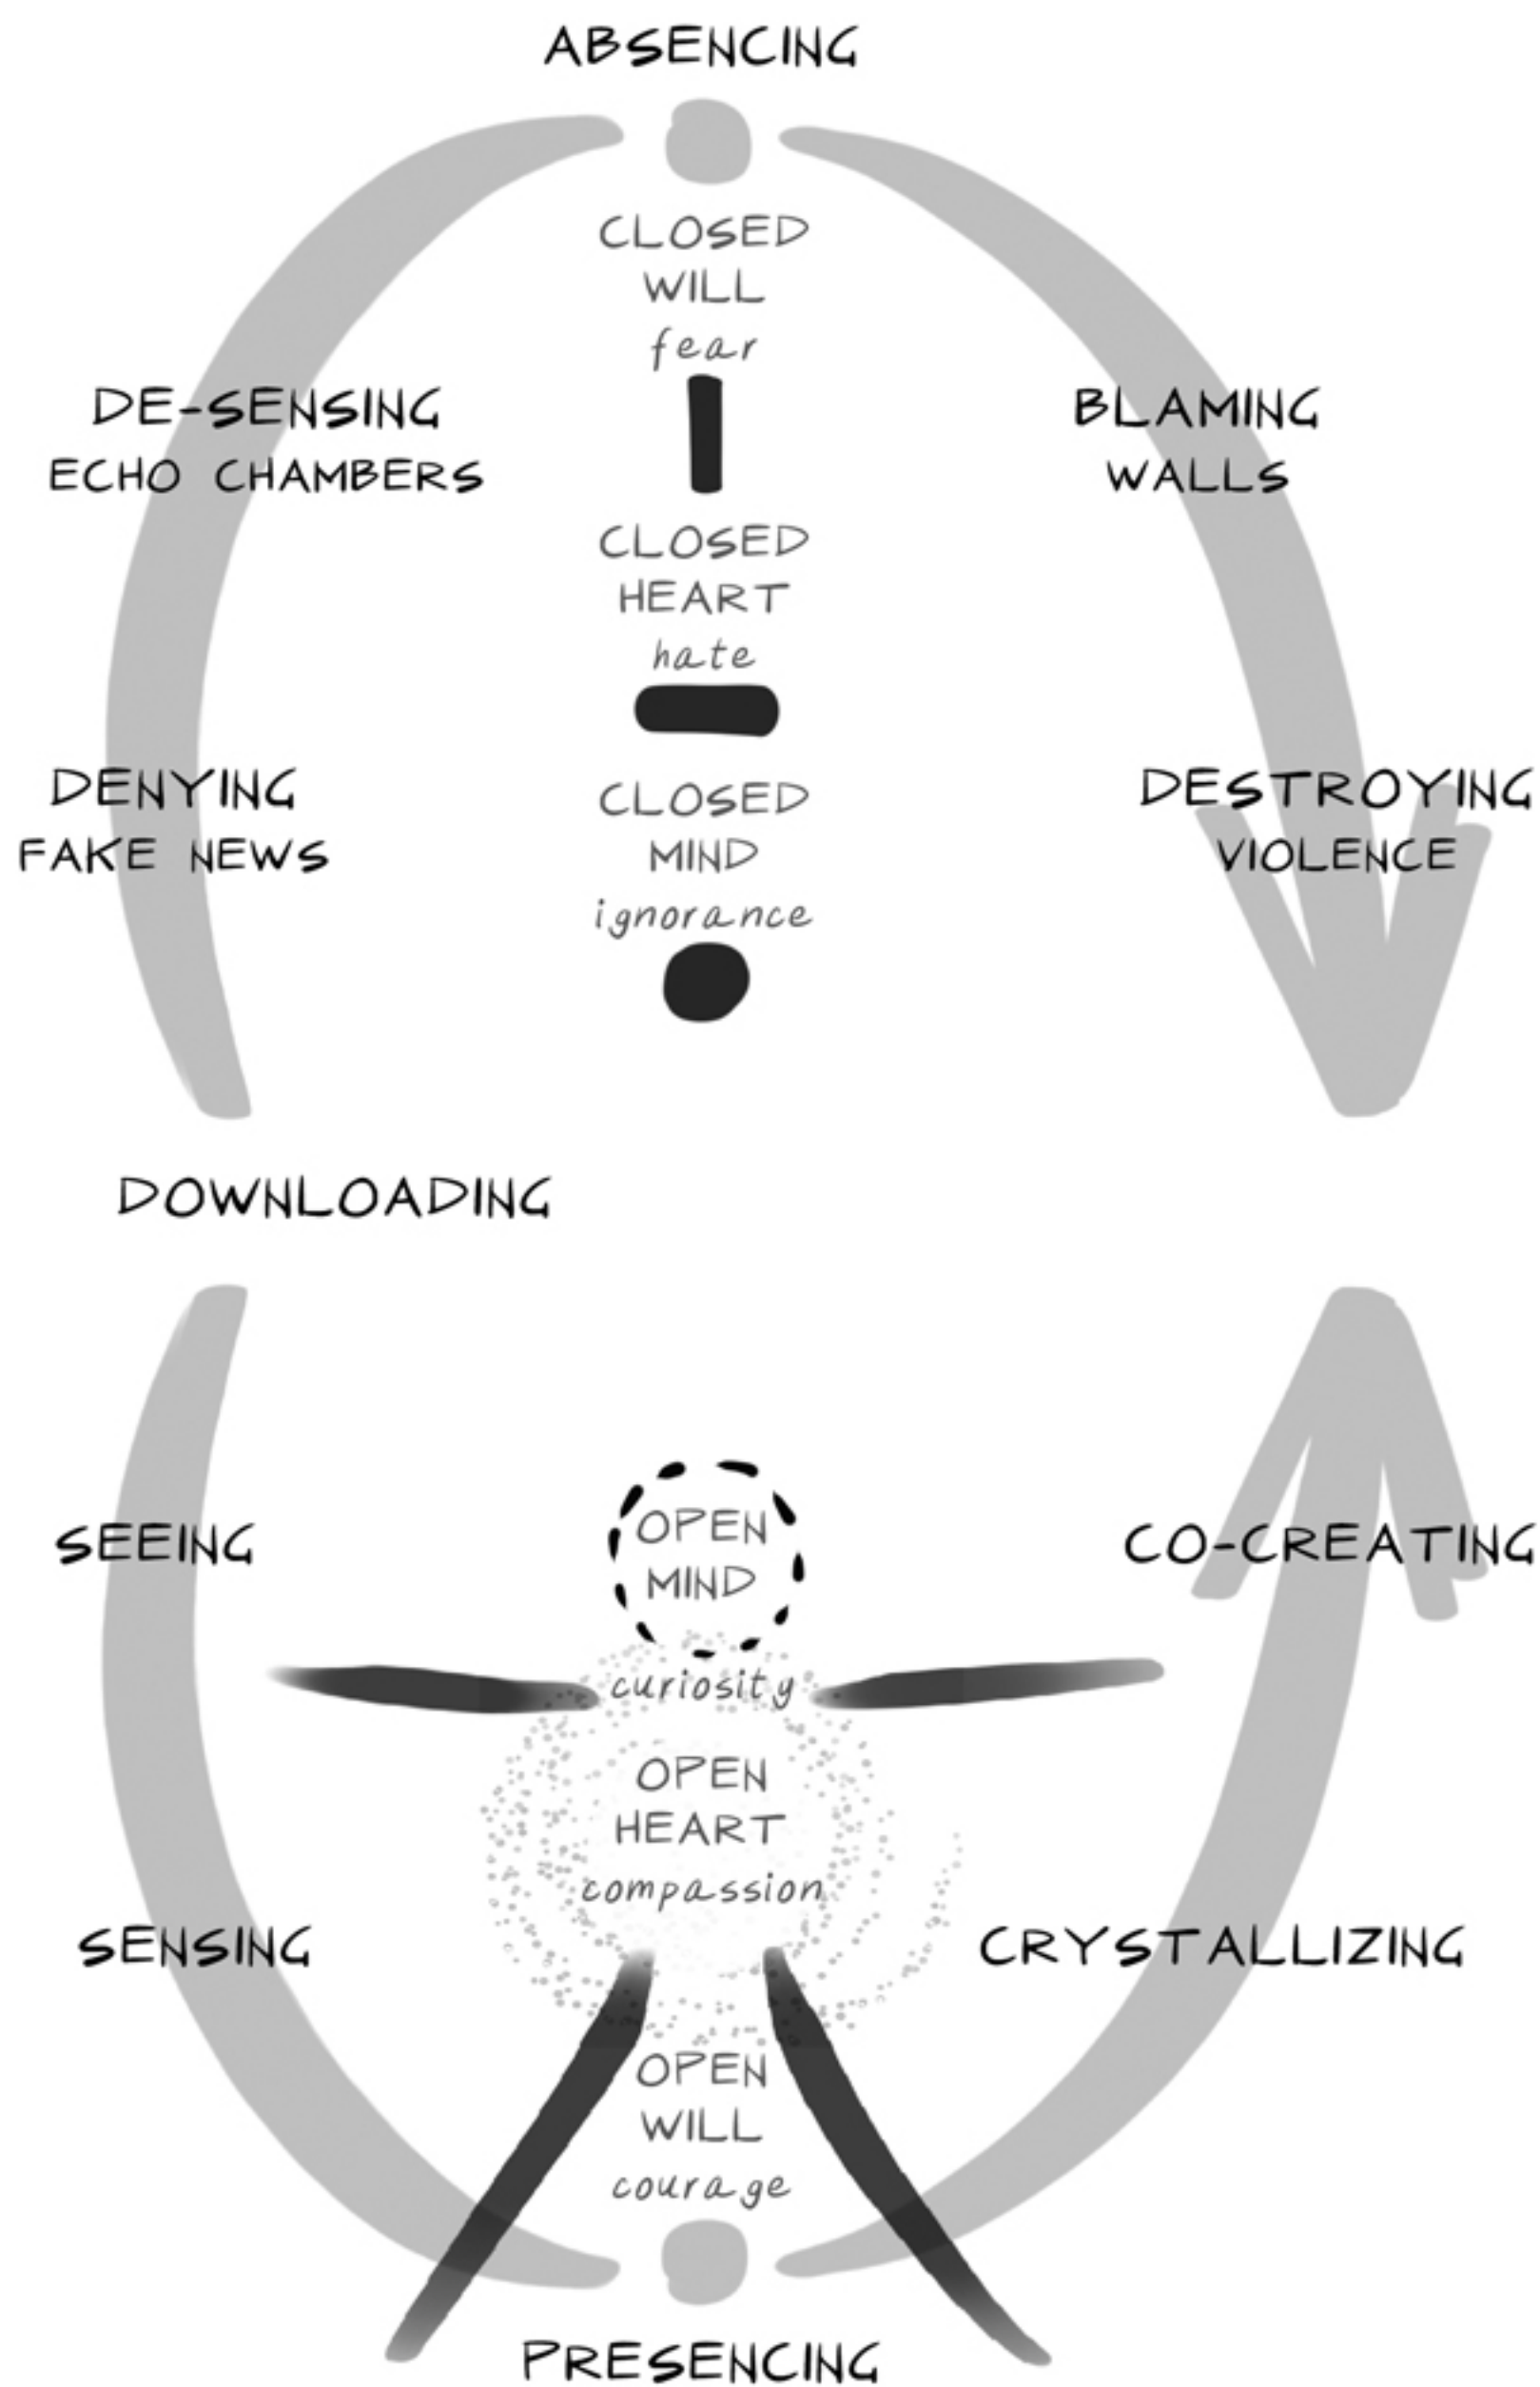 ABSENCING
CLOSED
WILL
fear
DE-SENSING
ECHO CHAMBERS
BLAMING
WALLS
CLOSED
HEART
hate
DENYING
FAKE NEWS
CLOSED
MIND
ignorance
DESTROYING
VIOLENCE
DOWNLOADING
SEEING
OPEN
MIND
curiosity
CO-CREATING
OPEN
HEART
compassion
SENSING
CRYSTALLIZING
OPEN
WILL
courage
PRESENCING